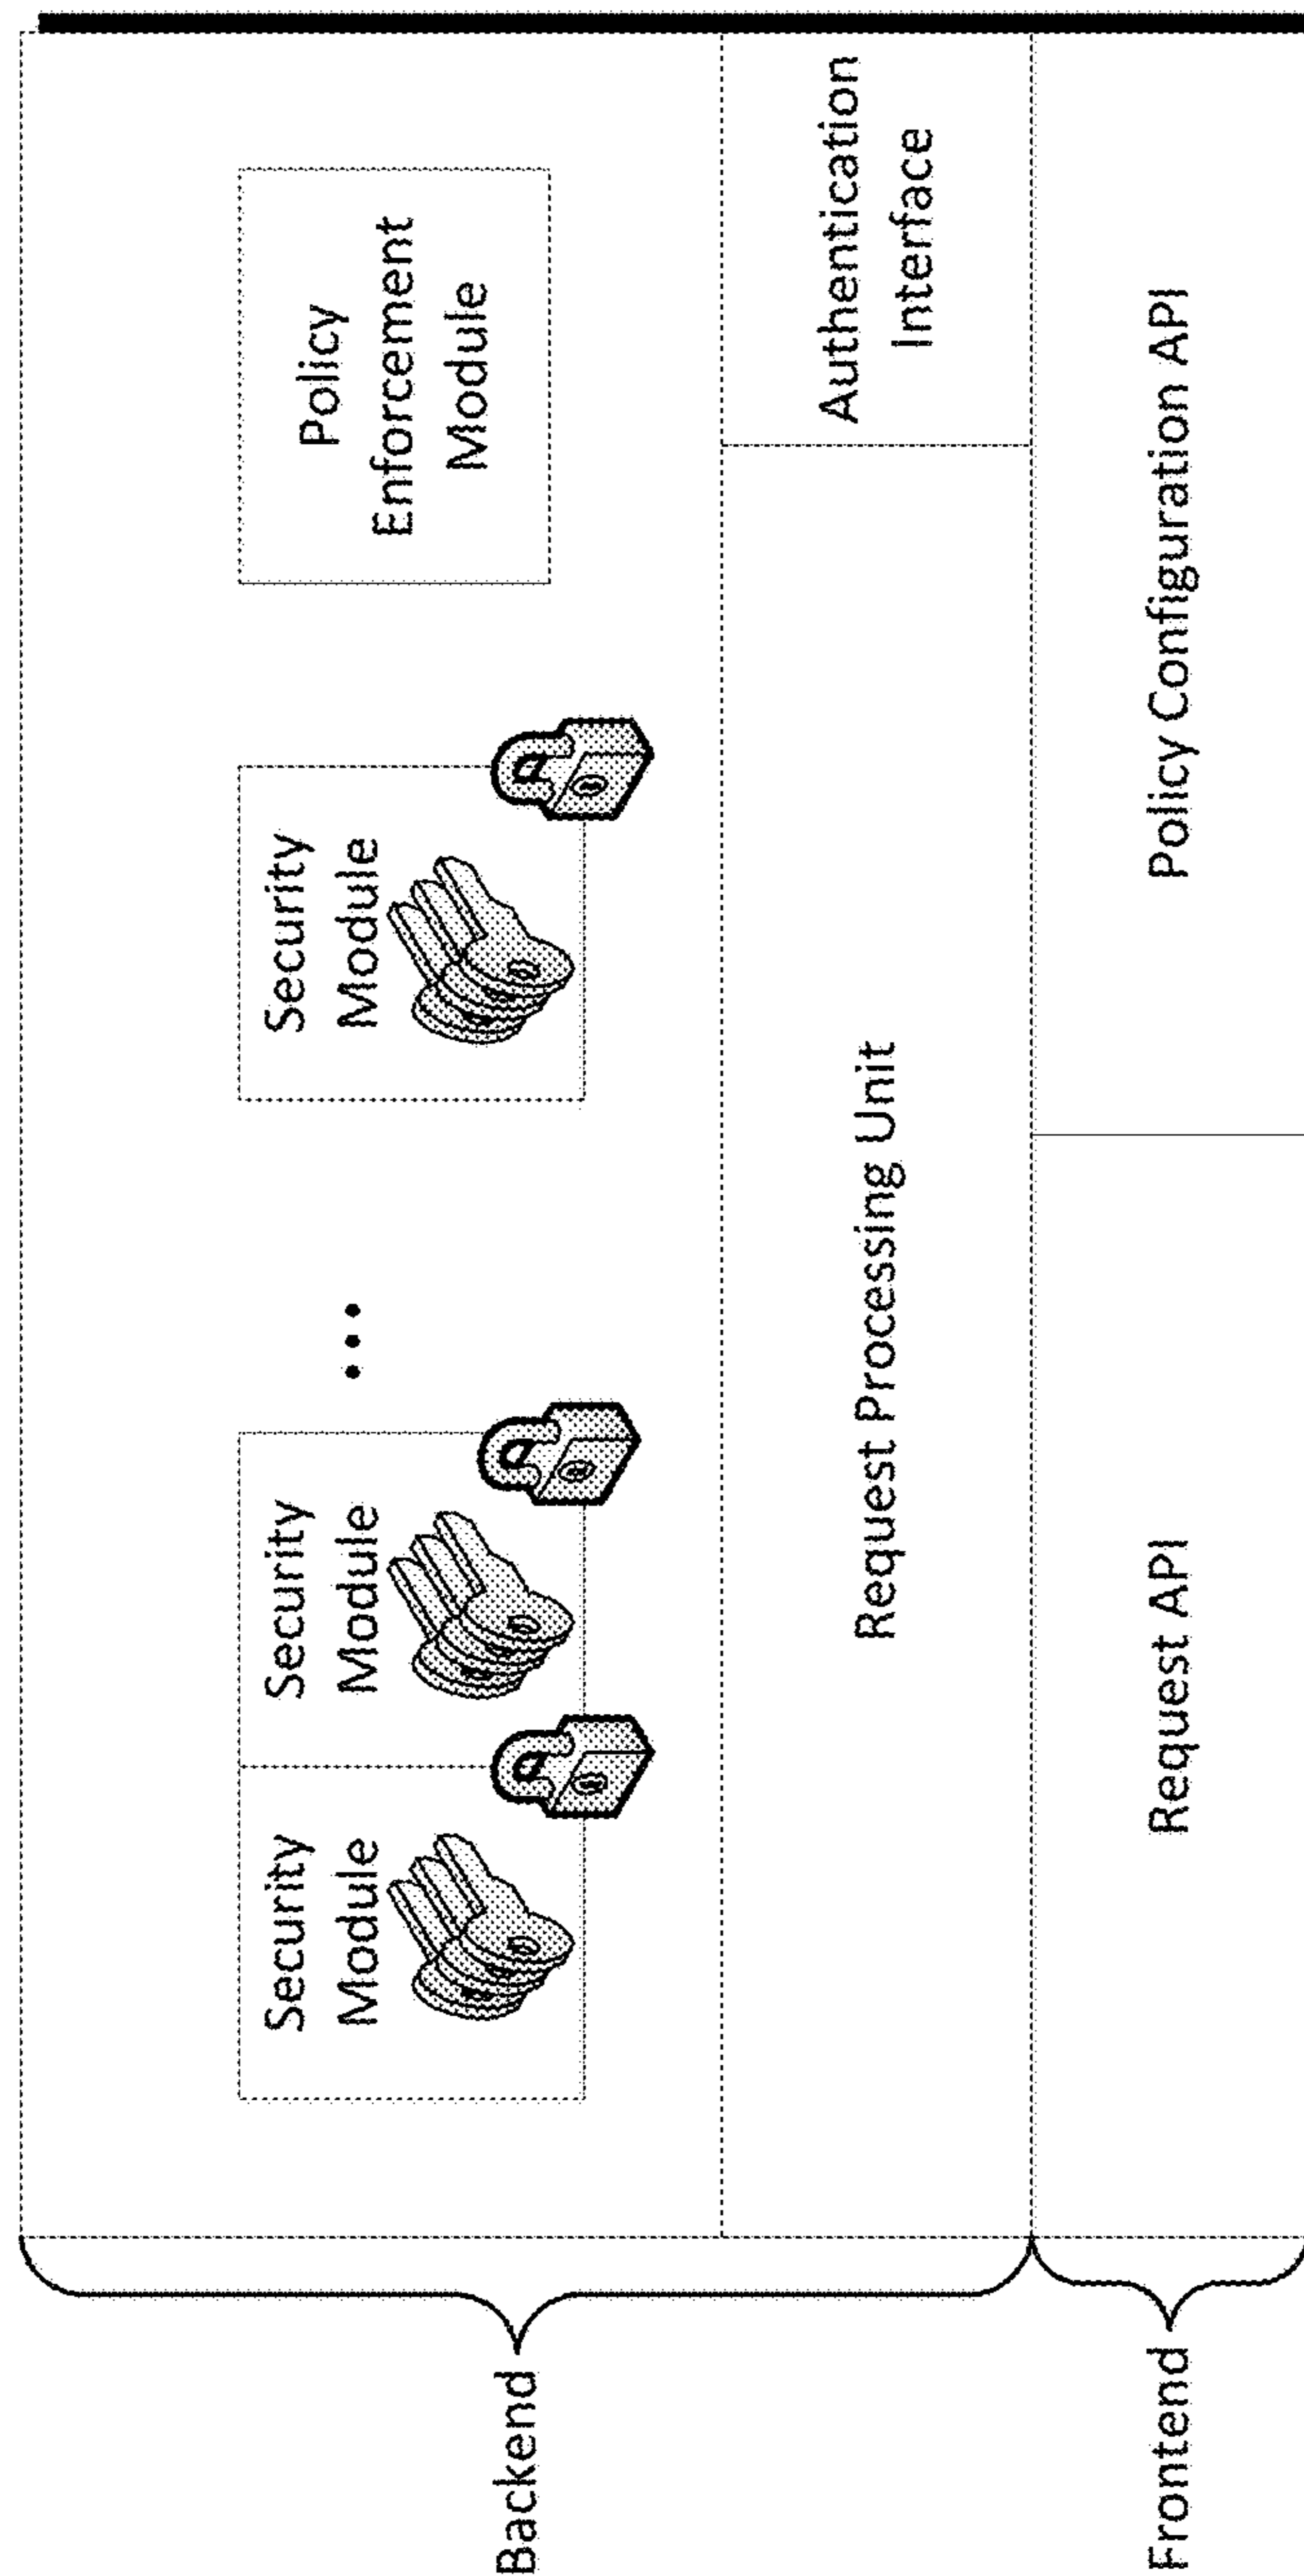 Backend
Security
Module
Security
Module
...
Security
Module
Policy
Enforcement
Module
Request Processing Unit
Authentication
Interface
Frontend
Request API
Policy Configuration API